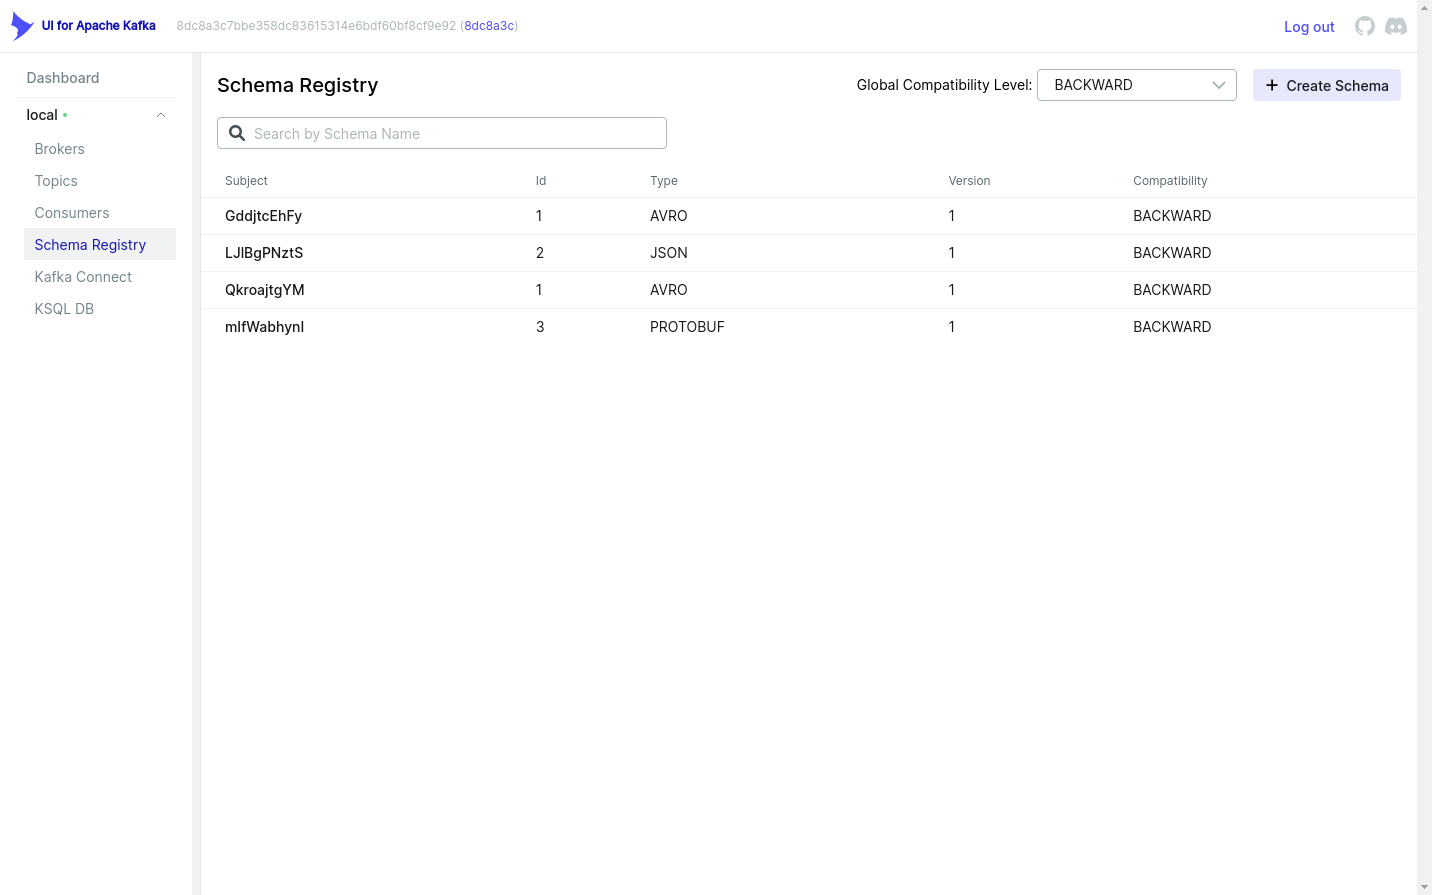 UI for Apache Kafka 8dc8a3c7bbe358dc83615314e6bdf60bf8cf9e92 (8dc8a3c) Log out
Dashboard
local
Brokers
Topics
Consumers
Schema Registry
Kafka Connect
KSQL DB
Schema Registry Global Compatibility Level: BACKWARD Create Schema
Search by Schema Name
Subject Id Type Version Compatibility
GddjtcEhFy 1 AVRO 1 BACKWARD
LJlBgPNztS 2 JSON 1 BACKWARD
QkroajtgYM 1 AVRO 1 BACKWARD
mIfWabhynI 3 PROTOBUF 1 BACKWARD